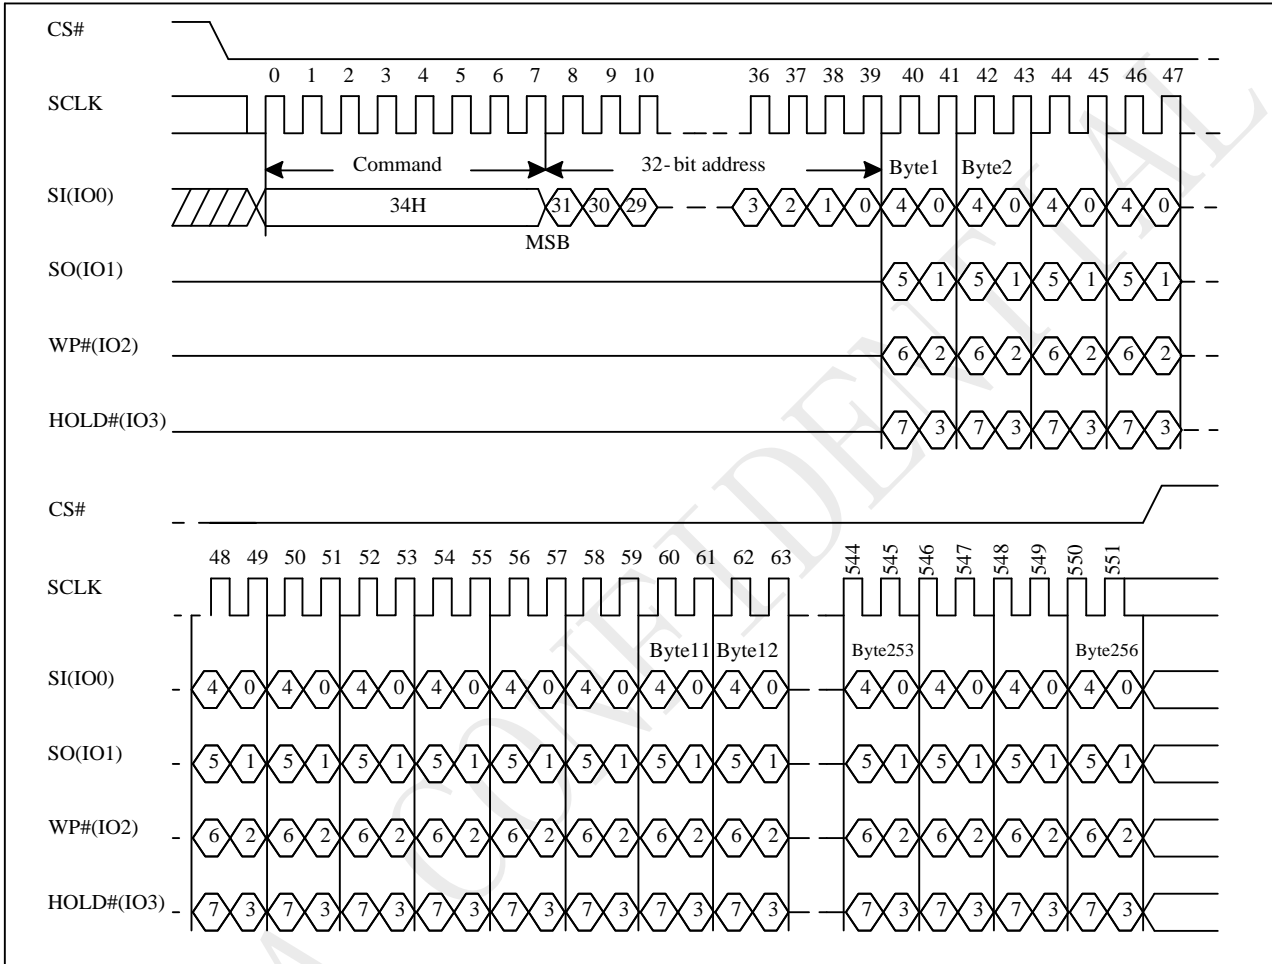 CS#
0 1 2 3 4 5 6 7 8 9 10 36 37 38 39 40 41 42 43 44 45 46 47
SCLK
Command 32-bit address Byte1 Byte2
SI(IO0) 34H 31 30 29 3 2 1 0 4 0 4 0 4 0 4 0
MSB
SO(IO1) 5 1 5 1 5 1 5 1
WP#(IO2) 6 2 6 2 6 2 6 2
HOLD#(IO3) 7 3 7 3 7 3 7 3
CS#
48 49 50 51 52 53 54 55 56 57 58 59 60 61 62 63 544 545 546 547 548 549 550 551
SCLK
Byte11 Byte12 Byte253 Byte256
SI(IO0) 4 0 4 0 4 0 4 0 4 0 4 0 4 0 4 0 4 0 4 0 4 0 4 0
SO(IO1) 5 1 5 1 5 1 5 1 5 1 5 1 5 1 5 1 5 1 5 1 5 1 5 1
WP#(IO2) 6 2 6 2 6 2 6 2 6 2 6 2 6 2 6 2 6 2 6 2 6 2 6 2
HOLD#(IO3) 7 3 7 3 7 3 7 3 7 3 7 3 7 3 7 3 7 3 7 3 7 3 7 3
A CONFIDENTIAL